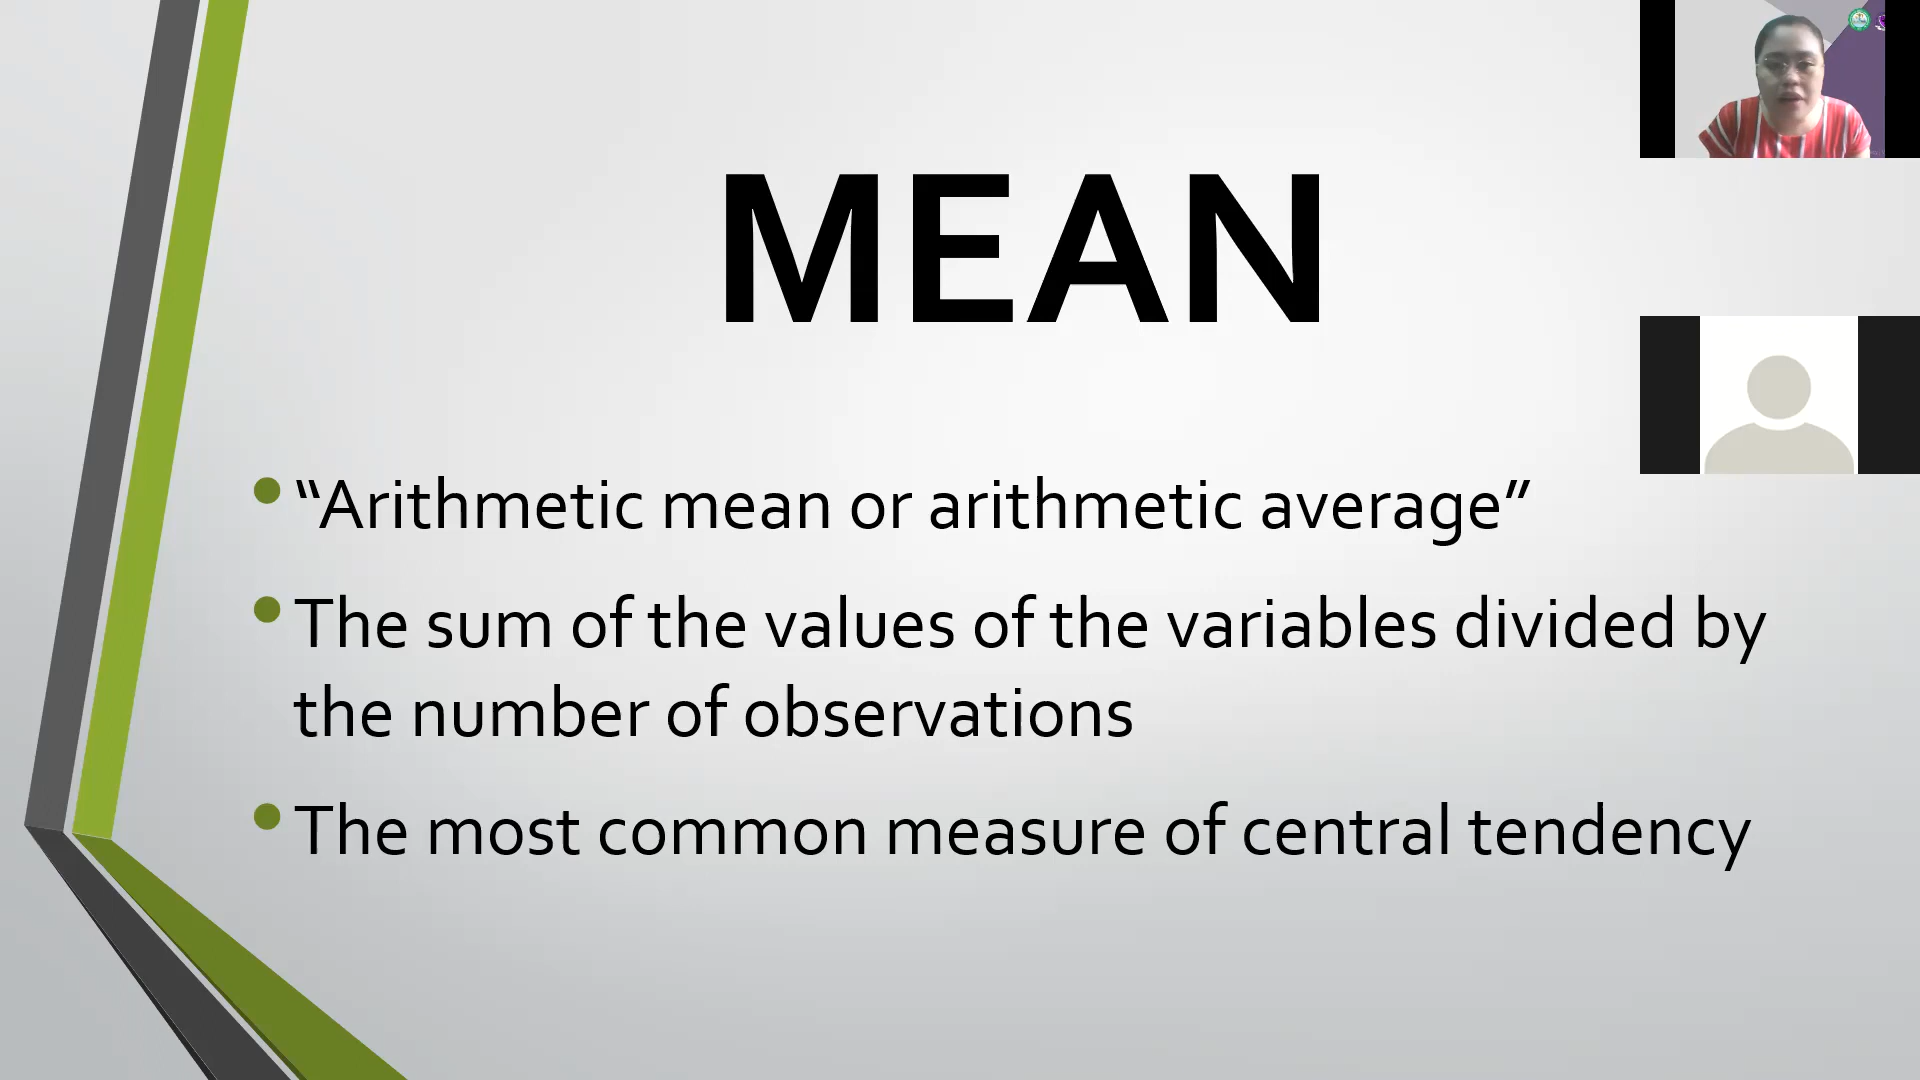 MEAN
“Arithmetic mean or arithmetic average”
The sum of the values of the variables divided by
the number of observations
The most common measure of central tendency